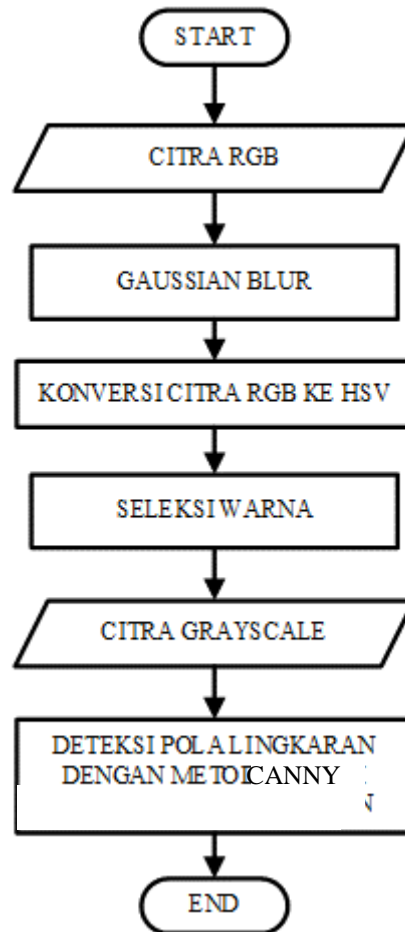 START
CITRA RGB
GAUSSIAN BLUR
KONVERSI CITRA RGB KE HSV
SELEKSI WARNA
CITRA GRAYSCALE
DETEKSI POLA LINGKARAN
DENGAN CANNY
END